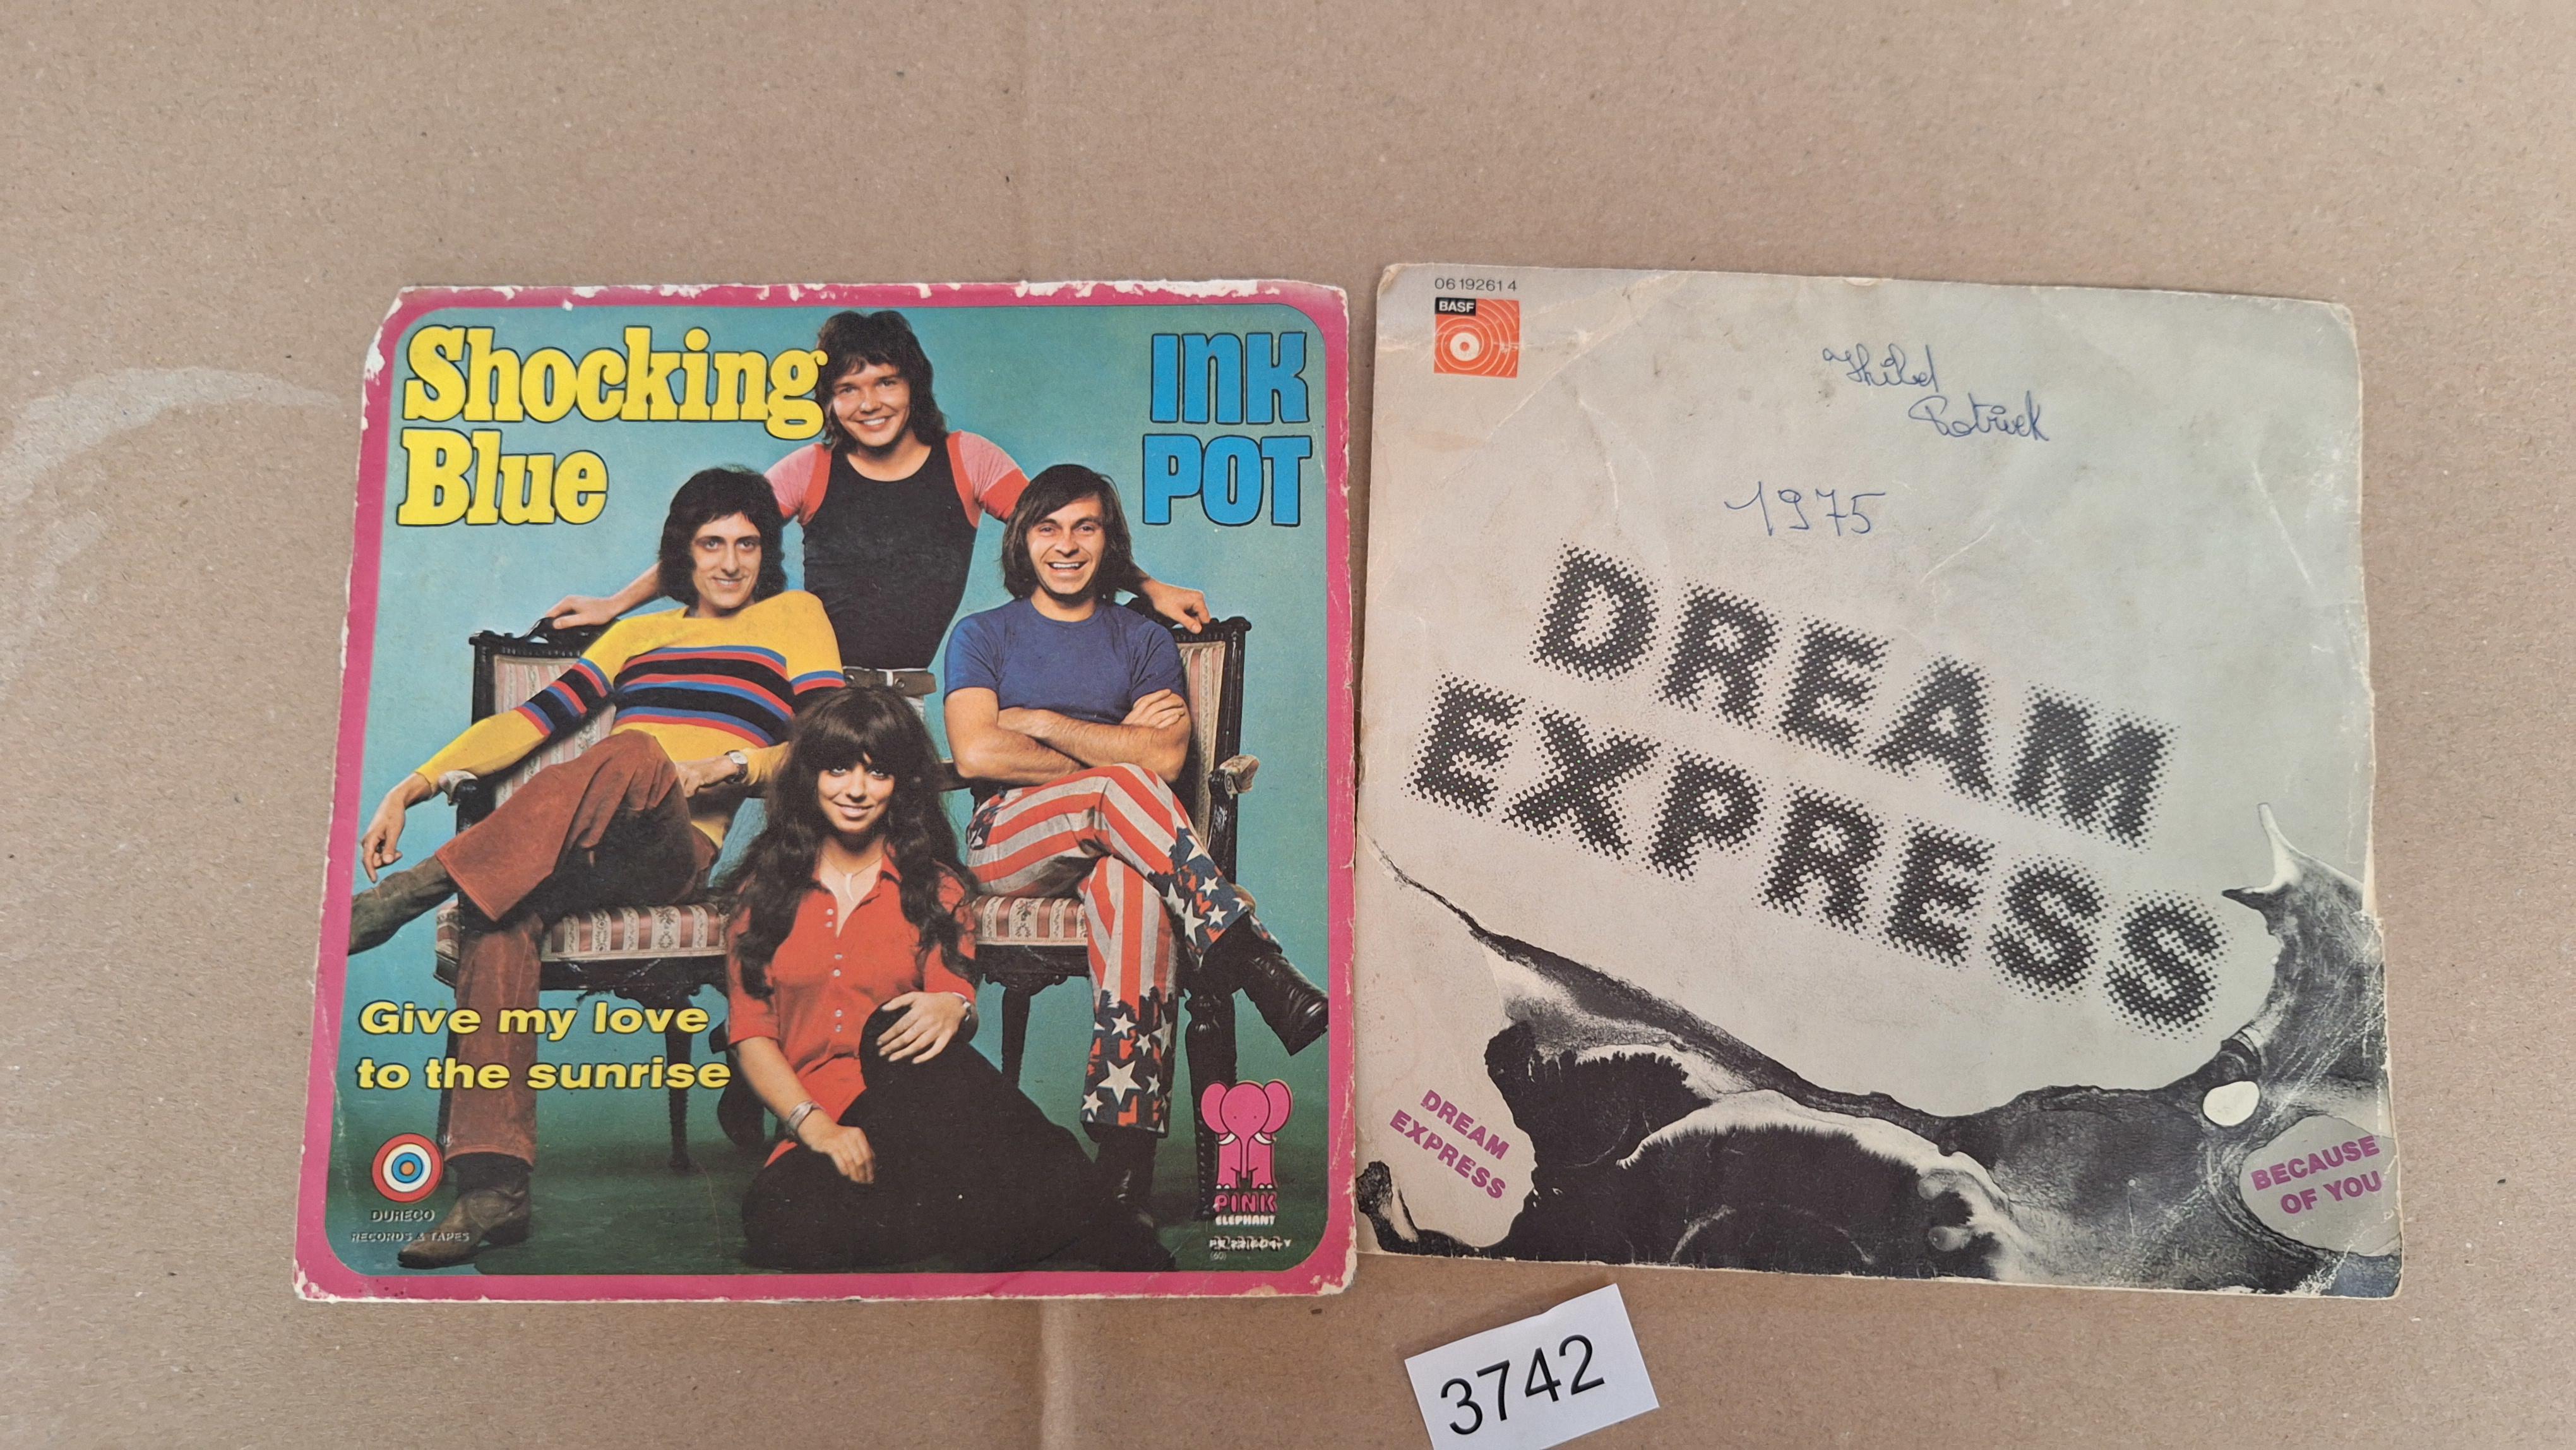 Shocking
Blue
INK
POT
Give my love
to the sunrise
DURECO
RECORDS & TAPES
PINK
ELEPHANT
06 19261 4
BASF
Thild
Patrick
1975
DREAM
EXPRESS
DREAM
EXPRESS
BECAUSE
OF YOU
3742